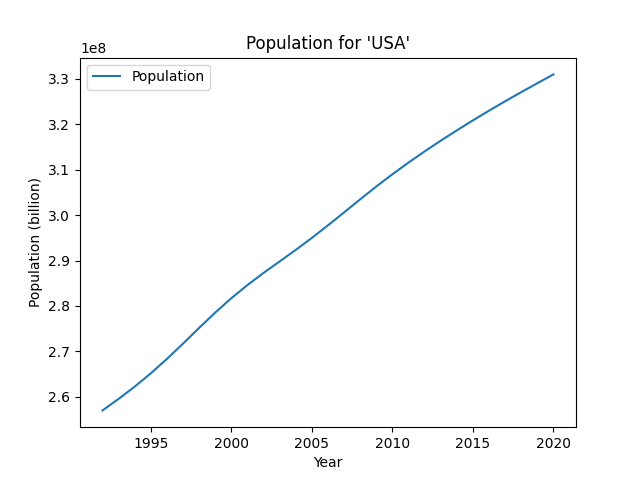 Population for 'USA'
1e8
Population
3.3
3.2
3.1
3.0
2.9
2.8
2.7
2.6
Population (billion)
1995 2000 2005 2010 2015 2020
Year